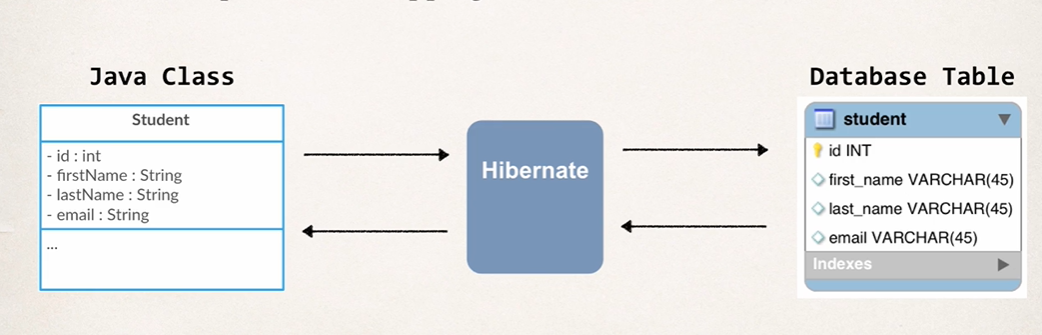 Java Class
Student
- id : int
- firstName : String
- lastName : String
- email : String
...
Hibernate
Database Table
student
id INT
first_name VARCHAR(45)
last_name VARCHAR(45)
email VARCHAR(45)
Indexes